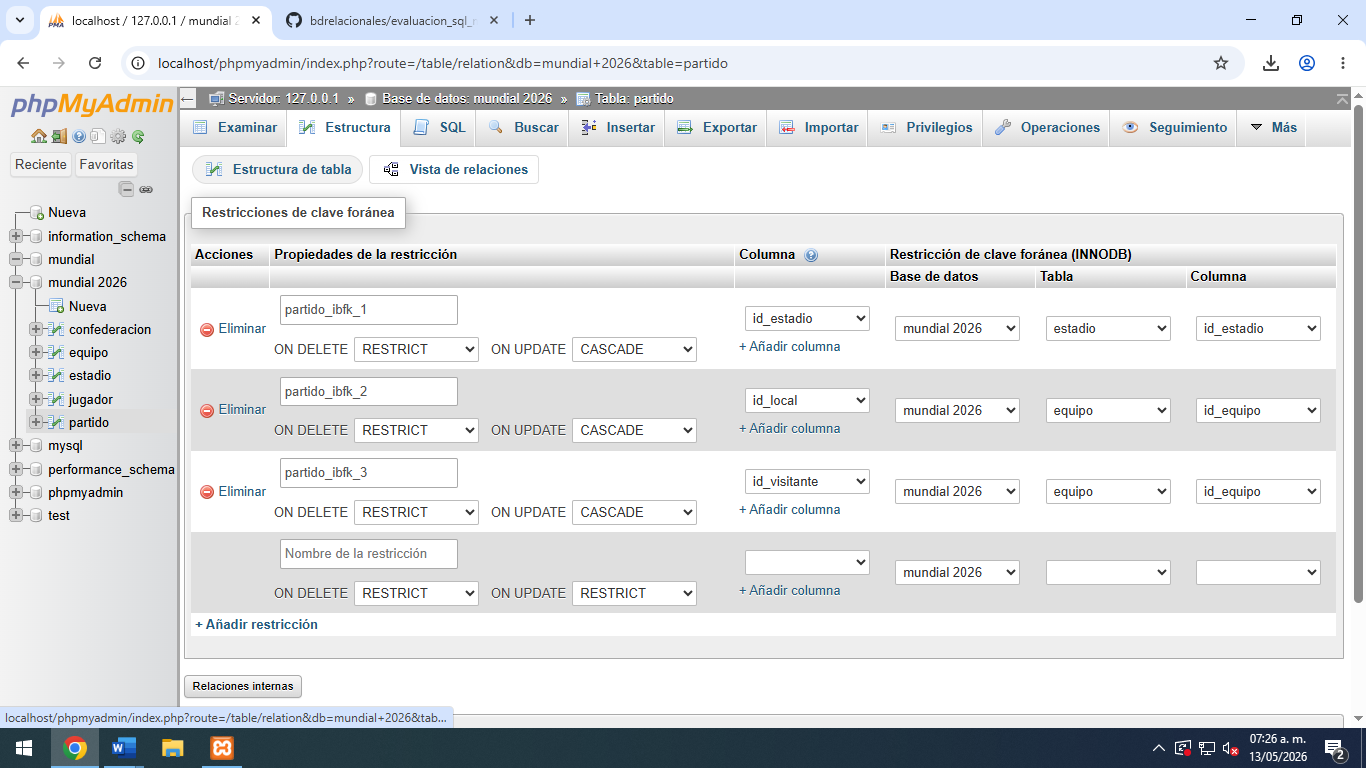 localhost / 127.0.0.1 / mundial 2
bdrelacionales/evaluacion_sql_
localhost/phpmyadmin/index.php?route=/table/relation&db=mundial+2026&table=partido
phpMyAdmin
Reciente
Favoritas
Nueva
information_schema
mundial
mundial 2026
Nueva
confederacion
equipo
estadio
jugador
partido
mysql
performance_schema
phpmyadmin
test
Servidor: 127.0.0.1 » Base de datos: mundial 2026 » Tabla: partido
Examinar Estructura SQL Buscar Insertar Exportar Importar Privilegios Operaciones Seguimiento Más
Estructura de tabla Vista de relaciones
Restricciones de clave foránea
Acciones Propiedades de la restricción Columna Restricción de clave foránea (INNODB)
Base de datos Tabla Columna
partido_ibfk_1
Eliminar id_estadio mundial 2026 estadio id_estadio
ON DELETE RESTRICT ON UPDATE CASCADE + Añadir columna
partido_ibfk_2
Eliminar id_local mundial 2026 equipo id_equipo
ON DELETE RESTRICT ON UPDATE CASCADE + Añadir columna
partido_ibfk_3
Eliminar id_visitante mundial 2026 equipo id_equipo
ON DELETE RESTRICT ON UPDATE CASCADE + Añadir columna
Nombre de la restricción
mundial 2026
ON DELETE RESTRICT ON UPDATE RESTRICT + Añadir columna
+ Añadir restricción
Relaciones internas
localhost/phpmyadmin/index.php?route=/table/relation&db=mundial+2026&tab...
07:26 a. m.
13/05/2026
2